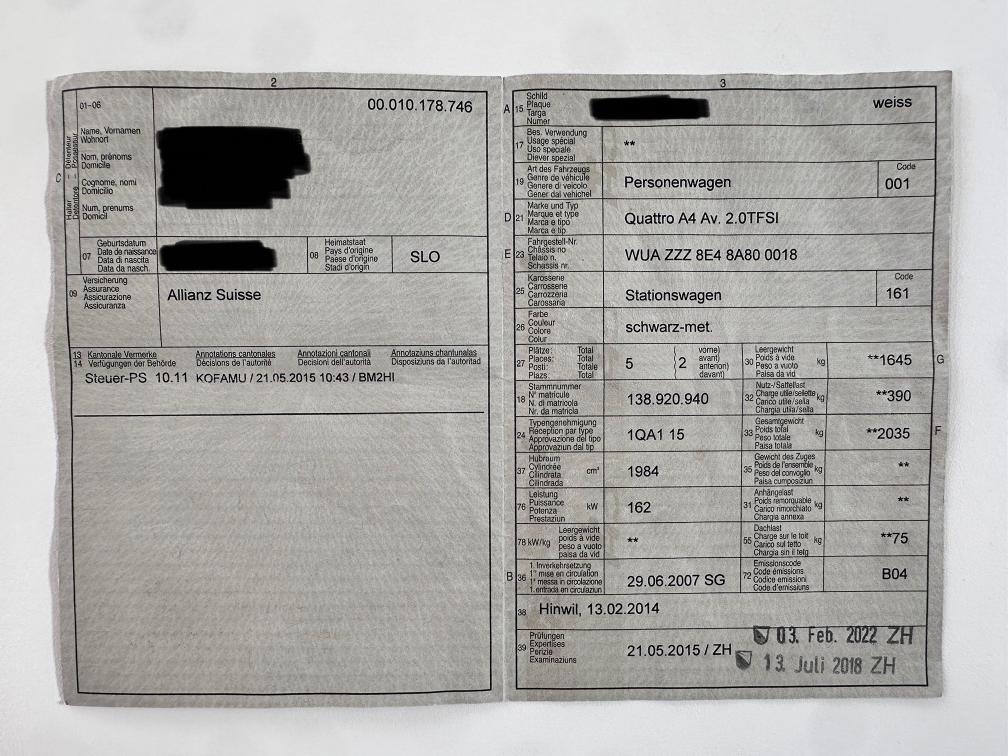 2
01-06
00.010.178.746
C
Halter Détenteur
Detentore Possessur
Name, Vornamen
Wohnort
Nom, prénoms
Domicile
Cognome, nomi
Domicilio
Num, prenums
Domicil
07
Geburtsdatum
Date de naissance
Data di nascita
Data da nasch.
08
Heimatstaat
Pays d'origine
Paese d'origine
Stadi d'origin
SLO
09
Versicherung
Assurance
Assicurazione
Assicuranza
Allianz Suisse
13 Kantonale Vermerke Annotations cantonales Annotazioni cantonali Annotaziuns chantunalas
14 Verfügungen der Behörde Décisions de l'autorité Decisioni dell'autorità Disposiziuns da l'autoritad
Steuer-PS 10.11 KOFAMU / 21.05.2015 10:43 / BM2HI
3
A 15
Schild
Plaque
Targa
Numer
weiss
17
Bes. Verwendung
Usage spécial
Uso speciale
Diever spezial
**
19
Art des Fahrzeugs
Genre de véhicule
Genere di veicolo
Gener dal vehichel
Personenwagen
Code
001
D 21
Marke und Typ
Marque et type
Marca e tipo
Marca e tip
Quattro A4 Av. 2.0TFSI
E 23
Fahrgestell-Nr.
Châssis no
Telaio n.
Schassis nr.
WUA ZZZ 8E4 8A80 0018
25
Karosserie
Carrosserie
Carrozzeria
Carossaria
Stationswagen
Code
161
26
Farbe
Couleur
Colore
Colur
schwarz-met.
27
Plätze: Total
Places: Total
Posti: Totale
Plazs: Total
5
{2
vorne)
avant)
anteriori)
davant)
30
Leergewicht
Poids à vide
Peso a vuoto
Paisa da vid
kg
**1645
G
18
Stammnummer
N° matricule
N. di matricola
Nr. da matricla
138.920.940
32
Nutz-/Sattellast
Charge utile/sellette
Carico utile/sella
Chargia utila/sella
kg
**390
24
Typengenehmigung
Réception par type
Approvazione del tipo
Approvaziun dal tip
1QA1 15
33
Gesamtgewicht
Poids total
Peso totale
Paisa totala
kg
**2035
F
37
Hubraum
Cylindrée
Cilindrata
Cilindrada
cm³
1984
35
Gewicht des Zuges
Poids de l'ensemble
Peso del convoglio
Paisa cumposiziun
kg
**
76
Leistung
Puissance
Potenza
Prestaziun
kW
162
31
Anhängelast
Poids remorquable
Carico rimorchiato
Chargia annexa
kg
**
78 kW/kg
Leergewicht
poids à vide
peso a vuoto
paisa da vid
**
55
Dachlast
Charge sur le toit
Carico sul tetto
Chargia sin il tetg
kg
**75
B 36
1. Inverkehrsetzung
1re mise en circulation
1a messa in circolazione
1. entrada en circulaziun
29.06.2007 SG
72
Emissionscode
Code émissions
Codice emissioni
Code d'emissiuns
B04
38
Hinwil, 13.02.2014
39
Prüfungen
Expertises
Perizie
Examinaziuns
21.05.2015 / ZH
03. Feb. 2022 ZH
13. Juli 2018 ZH